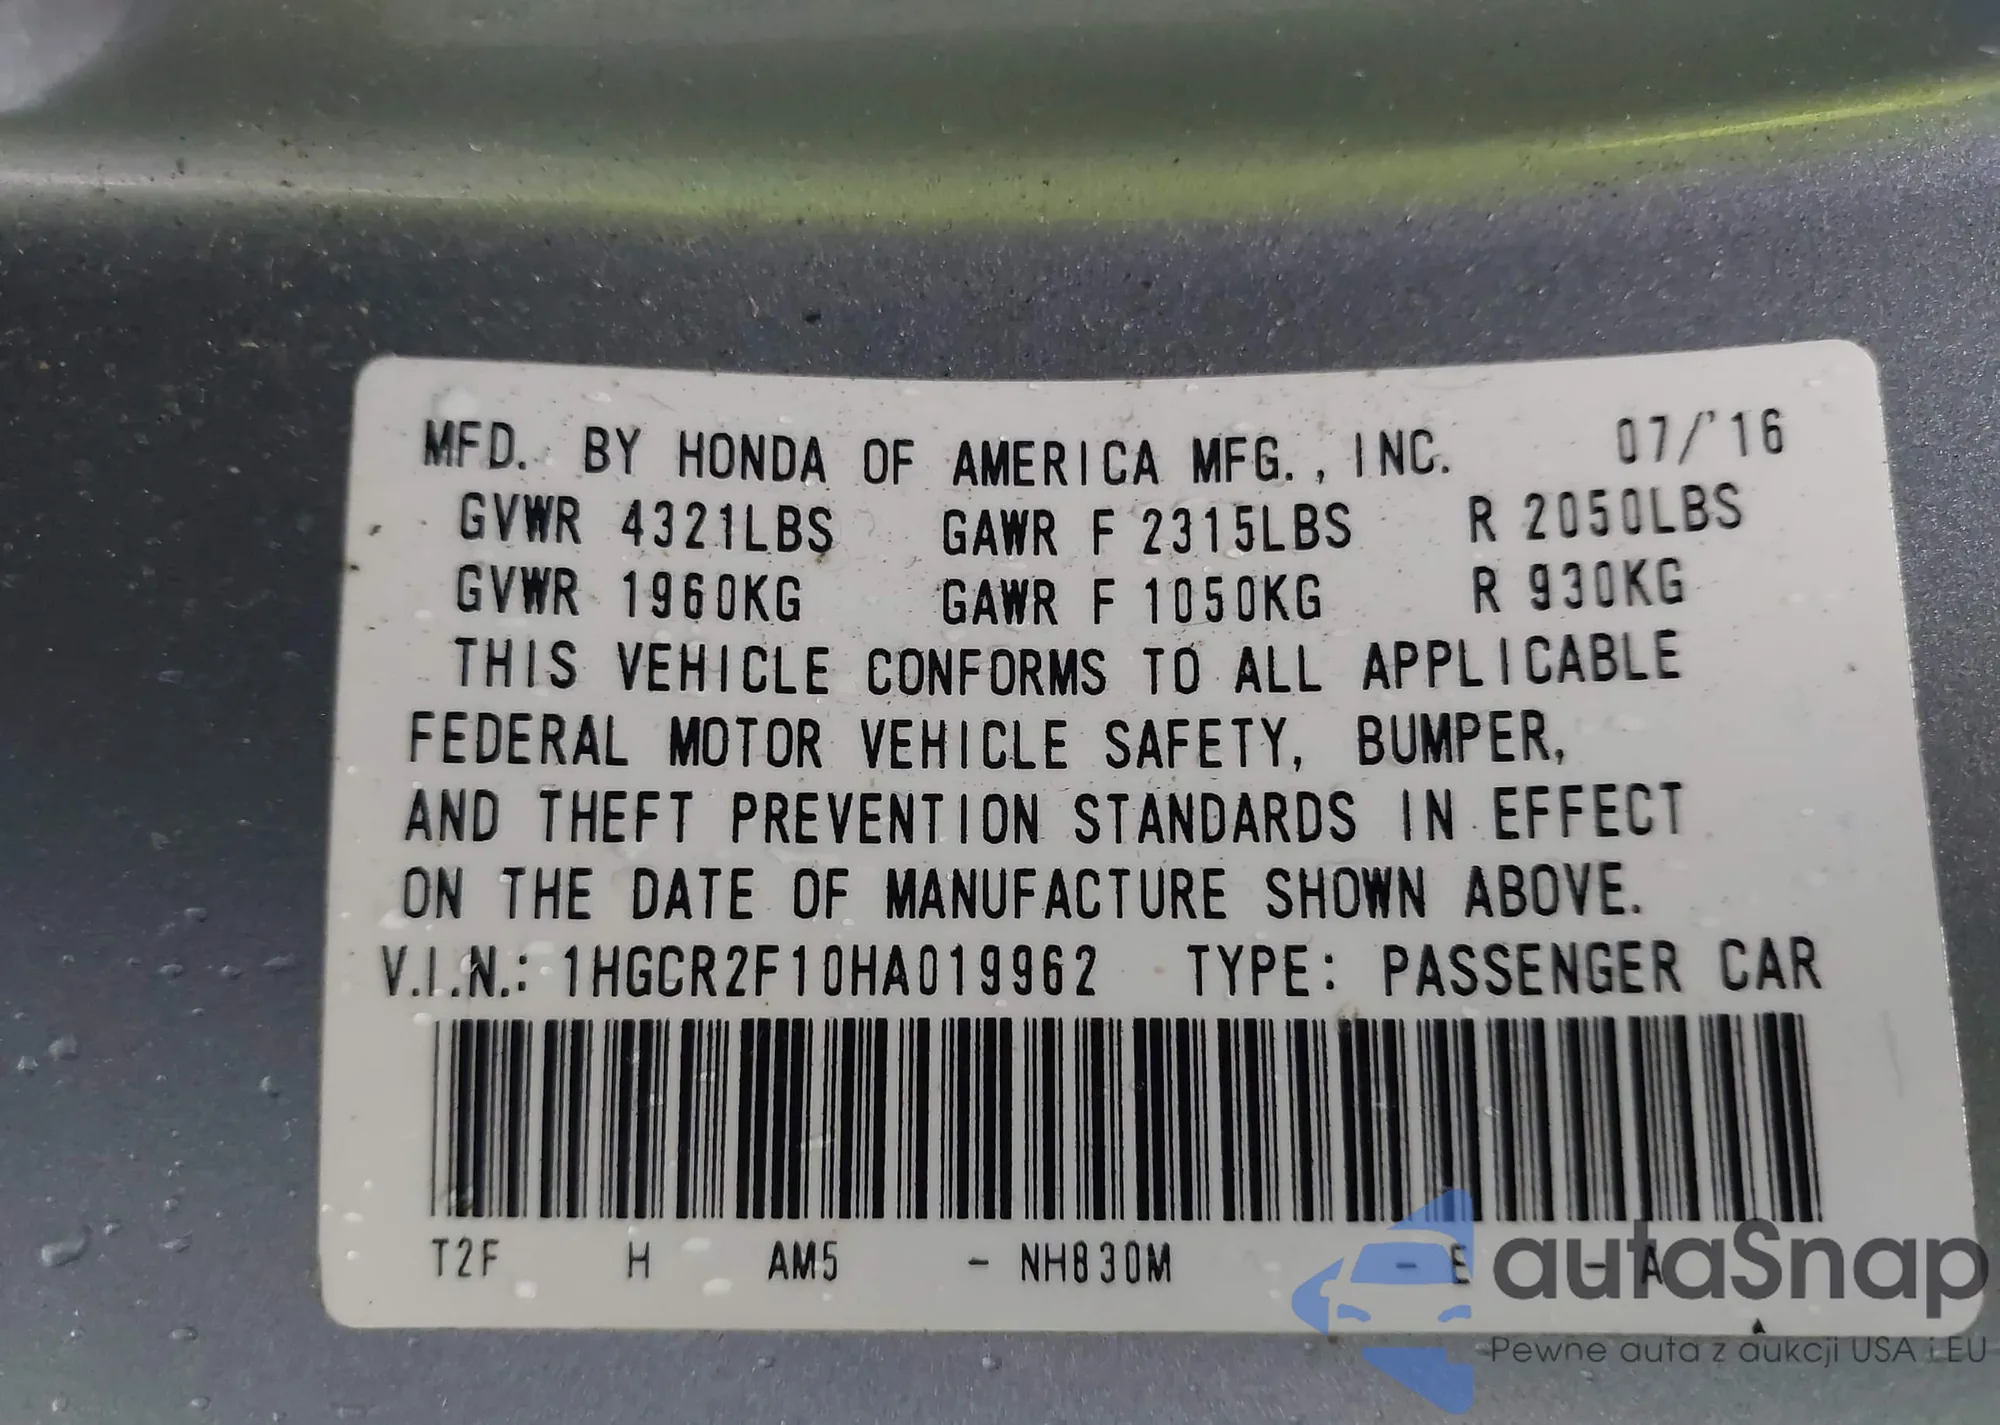 MFD. BY HONDA OF AMERICA MFG., INC. 07/'16
GVWR 4321LBS GAWR F 2315LBS R 2050LBS
GVWR 1960KG GAWR F 1050KG R 930KG
THIS VEHICLE CONFORMS TO ALL APPLICABLE
FEDERAL MOTOR VEHICLE SAFETY, BUMPER,
AND THEFT PREVENTION STANDARDS IN EFFECT
ON THE DATE OF MANUFACTURE SHOWN ABOVE.
V.I.N.: 1HGCR2F10HA019962 TYPE: PASSENGER CAR
T2F H AM5 - NH830M - E - A
autaSnap
Pewne auta z aukcji USA i EU